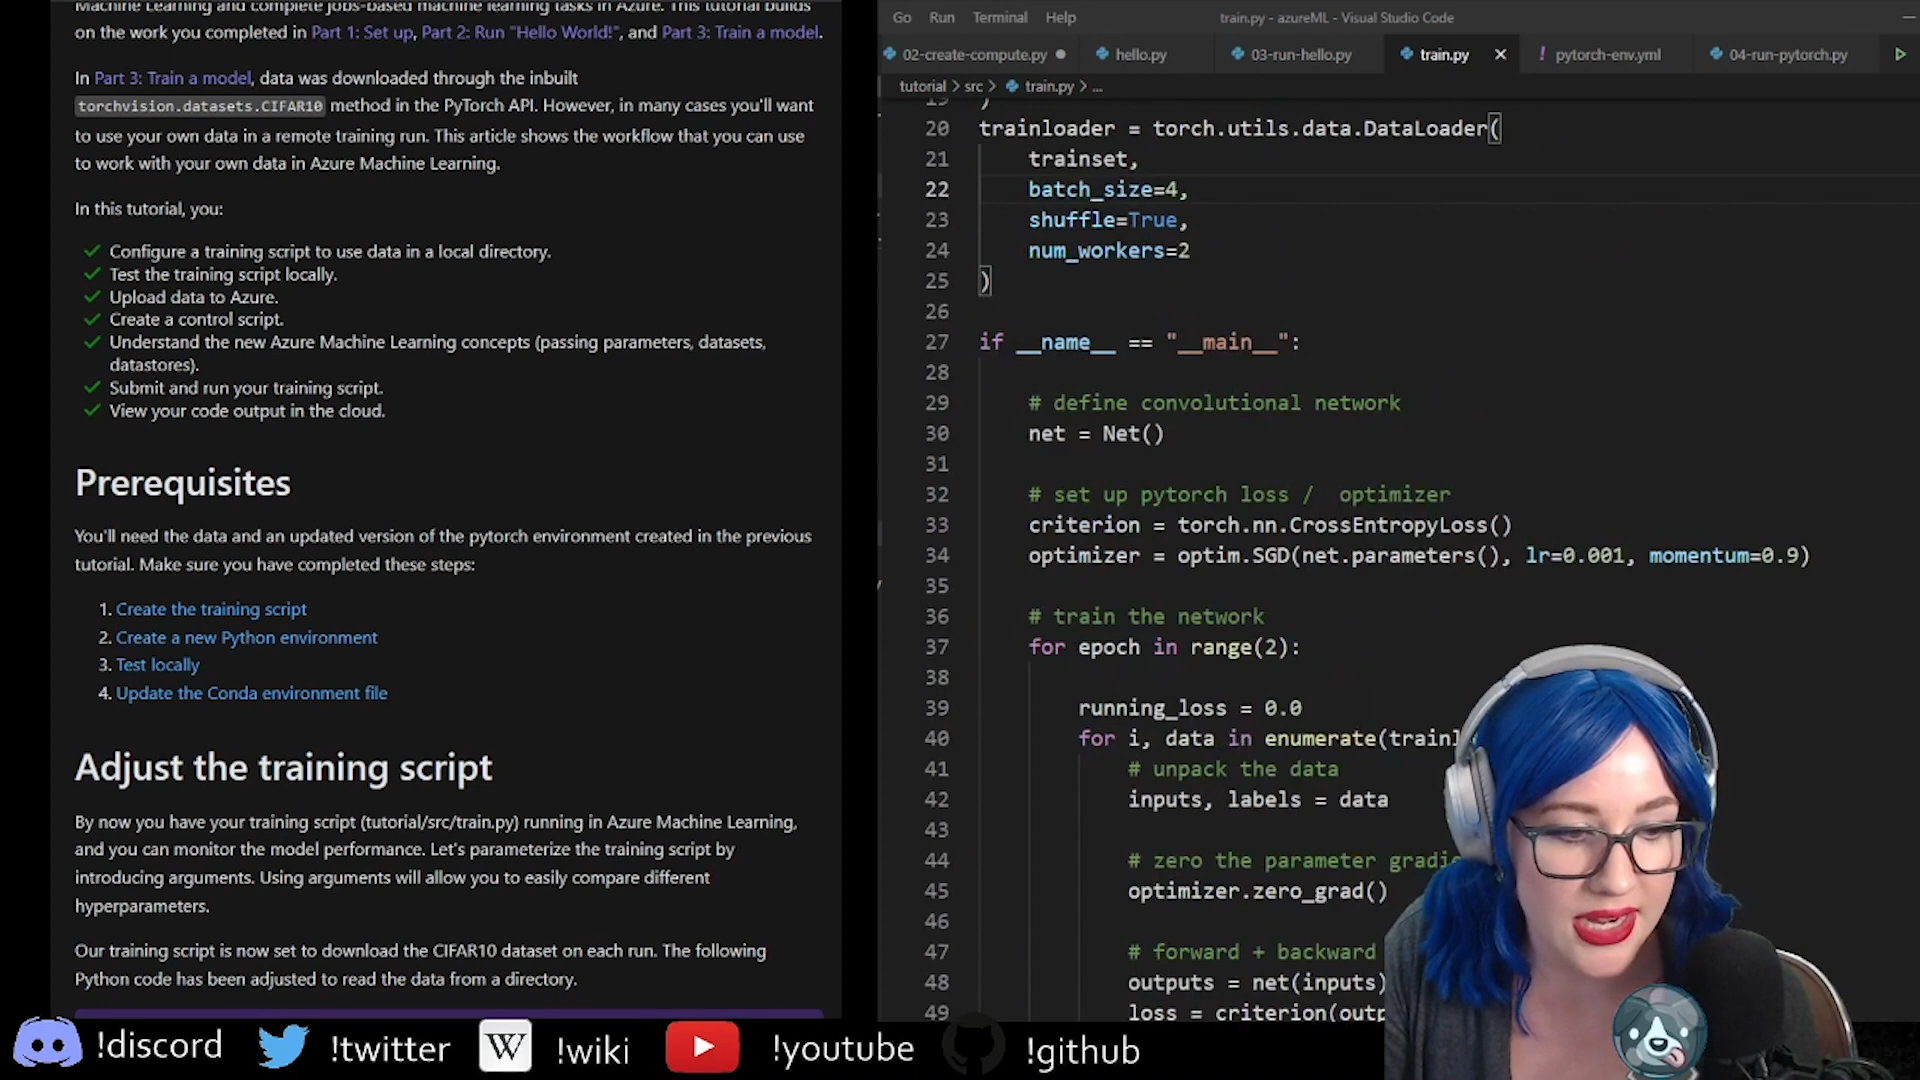 Machine Learning and complete jobs-based machine learning tasks in Azure. This tutorial builds
on the work you completed in Part 1: Set up, Part 2: Run "Hello World!", and Part 3: Train a model.
In Part 3: Train a model, data was downloaded through the inbuilt
torchvision.datasets.CIFAR10 method in the PyTorch API. However, in many cases you'll want
to use your own data in a remote training run. This article shows the workflow that you can use
to work with your own data in Azure Machine Learning.
In this tutorial, you:
Configure a training script to use data in a local directory.
Test the training script locally.
Upload data to Azure.
Create a control script.
Understand the new Azure Machine Learning concepts (passing parameters, datasets,
datastores).
Submit and run your training script.
View your code output in the cloud.
Prerequisites
You'll need the data and an updated version of the pytorch environment created in the previous
tutorial. Make sure you have completed these steps:
1. Create the training script
2. Create a new Python environment
3. Test locally
4. Update the Conda environment file
Adjust the training script
By now you have your training script (tutorial/src/train.py) running in Azure Machine Learning,
and you can monitor the model performance. Let's parameterize the training script by
introducing arguments. Using arguments will allow you to easily compare different
hyperparameters.
Our training script is now set to download the CIFAR10 dataset on each run. The following
Python code has been adjusted to read the data from a directory.
Go Run Terminal Help train.py - azureML - Visual Studio Code
02-create-compute.py hello.py 03-run-hello.py train.py ! pytorch-env.yml 04-run-pytorch.py
tutorial > src > train.py > ...
19 )
20 trainloader = torch.utils.data.DataLoader(
21 trainset,
22 batch_size=4,
23 shuffle=True,
24 num_workers=2
25 )
26
27 if __name__ == "__main__":
28
29 # define convolutional network
30 net = Net()
31
32 # set up pytorch loss / optimizer
33 criterion = torch.nn.CrossEntropyLoss()
34 optimizer = optim.SGD(net.parameters(), lr=0.001, momentum=0.9)
35
36 # train the network
37 for epoch in range(2):
38
39 running_loss = 0.0
40 for i, data in enumerate(trainl
41 # unpack the data
42 inputs, labels = data
43
44 # zero the parameter gradie
45 optimizer.zero_grad()
46
47 # forward + backward
48 outputs = net(inputs)
49 loss = criterion(outp
!discord !twitter W !wiki !youtube !github